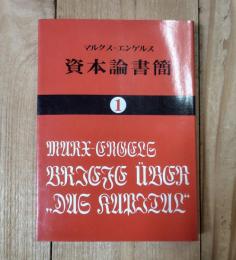 マルクス=エンゲルス
資本論書簡
1
MARX-ENGELS
BRIEFE ÜBER
„DAS KAPITAL“